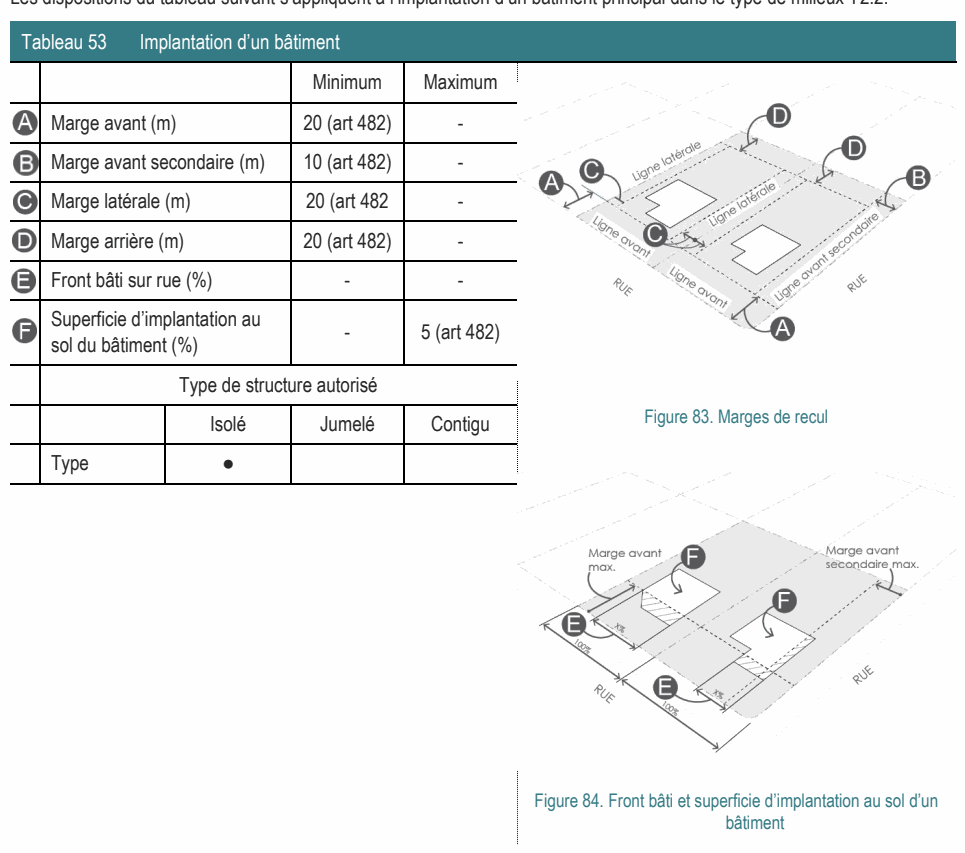 Les dispositions du tableau suivant s'appliquent à l'implantation d'un bâtiment principal dans le type de milieux T2.2.
Tableau 53 Implantation d'un bâtiment
Minimum Maximum
A Marge avant (m) 20 (art 482) -
B Marge avant secondaire (m) 10 (art 482) -
C Marge latérale (m) 20 (art 482 -
D Marge arrière (m) 20 (art 482) -
E Front bâti sur rue (%) - -
F Superficie d'implantation au
sol du bâtiment (%) - 5 (art 482)
Type de structure autorisé
Isolé Jumelé Contigu
Type ●
D
Ligne latérale
D
C
A
B
Ligne latérale
Ligne avant
C
Ligne avant secondaire
Ligne avant
RUE
RUE
A
Figure 83. Marges de recul
Marge avant
max.
F
Marge avant
secondaire max.
F
E
X%
100%
E
X%
100%
RUE
RUE
Figure 84. Front bâti et superficie d'implantation au sol d'un
bâtiment